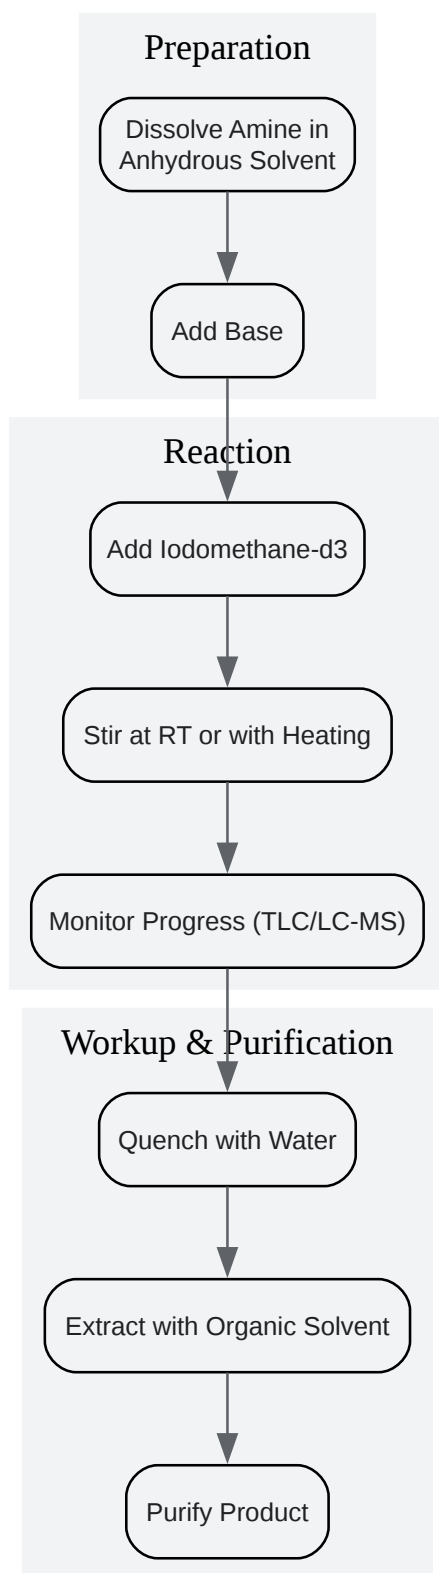 Preparation
Dissolve Amine in
Anhydrous Solvent
Add Base
Reaction
Add Iodomethane-d3
Stir at RT or with Heating
Monitor Progress (TLC/LC-MS)
Workup & Purification
Quench with Water
Extract with Organic Solvent
Purify Product